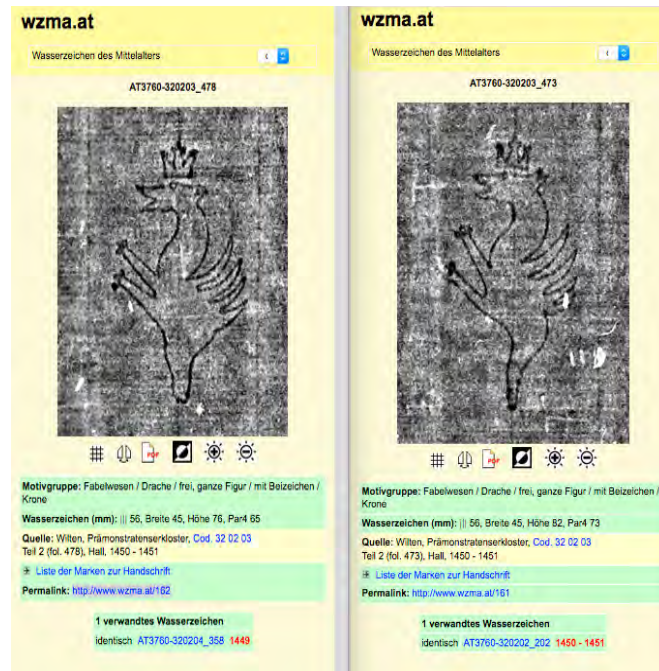 wzma.at
Wasserzeichen des Mittelalters
AT3760-320203_478
PDF
Motivgruppe: Fabelwesen / Drache / frei, ganze Figur / mit Beizeichen /
Krone
Wasserzeichen (mm): ||| 56, Breite 45, Höhe 76, Par4 65
Quelle: Wilten, Prämonstratenserkloster, Cod. 32 02 03
Teil 2 (fol. 478), Hall, 1450 - 1451
Liste der Marken zur Handschrift
Permalink: http://www.wzma.at/162
1 verwandtes Wasserzeichen
identisch AT3760-320204_358 1449
wzma.at
Wasserzeichen des Mittelalters
AT3760-320203_473
PDF
Motivgruppe: Fabelwesen / Drache / frei, ganze Figur / mit Beizeichen /
Krone
Wasserzeichen (mm): ||| 56, Breite 45, Höhe 82, Par4 73
Quelle: Wilten, Prämonstratenserkloster, Cod. 32 02 03
Teil 2 (fol. 473), Hall, 1450 - 1451
Liste der Marken zur Handschrift
Permalink: http://www.wzma.at/161
1 verwandtes Wasserzeichen
identisch AT3760-320202_202 1450 - 1451